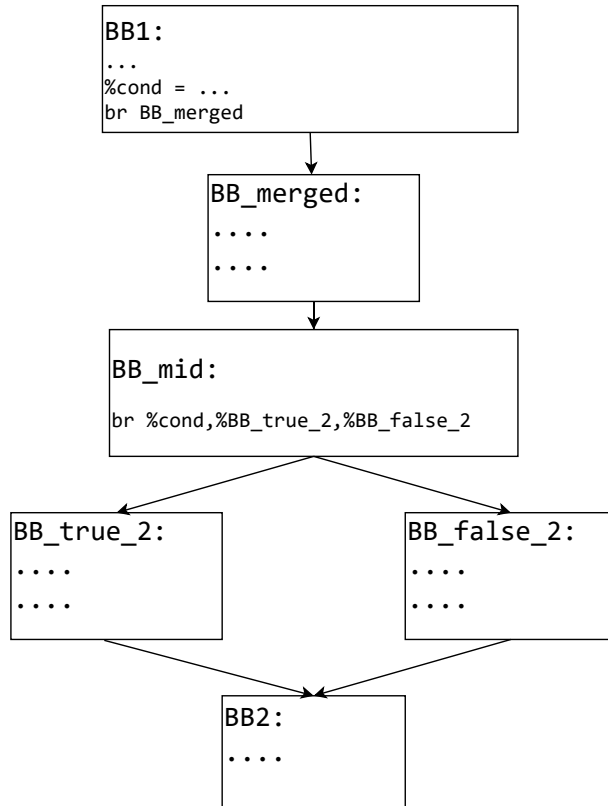 BB1:
...
%cond = ...
br BB_merged
BB_merged:
....
....
BB_mid:
br %cond,%BB_true_2,%BB_false_2
BB_true_2:
....
....
BB_false_2:
....
....
BB2:
....